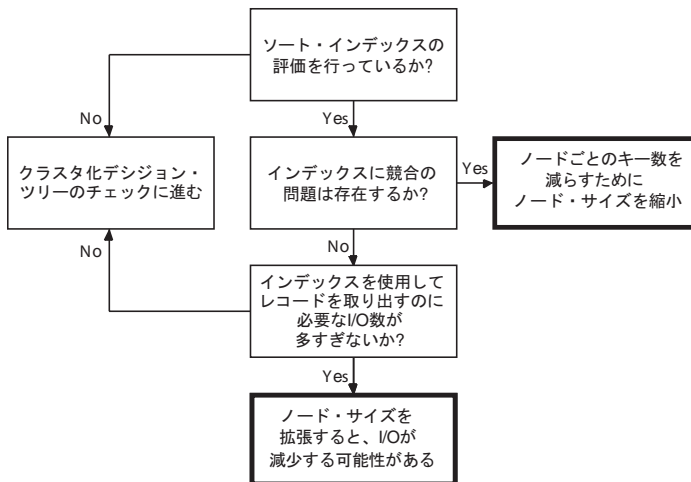 ソート・インデックスの
評価を行っているか?
No
Yes
クラスタ化デシジョン・
ツリーのチェックに進む
インデックスに競合の
問題は存在するか?
Yes
ノードごとのキー数を
減らすために
ノード・サイズを縮小
No
No
インデックスを使用して
レコードを取り出すのに
必要なI/O数が
多すぎないか?
Yes
ノード・サイズを
拡張すると、I/Oが
減少する可能性がある